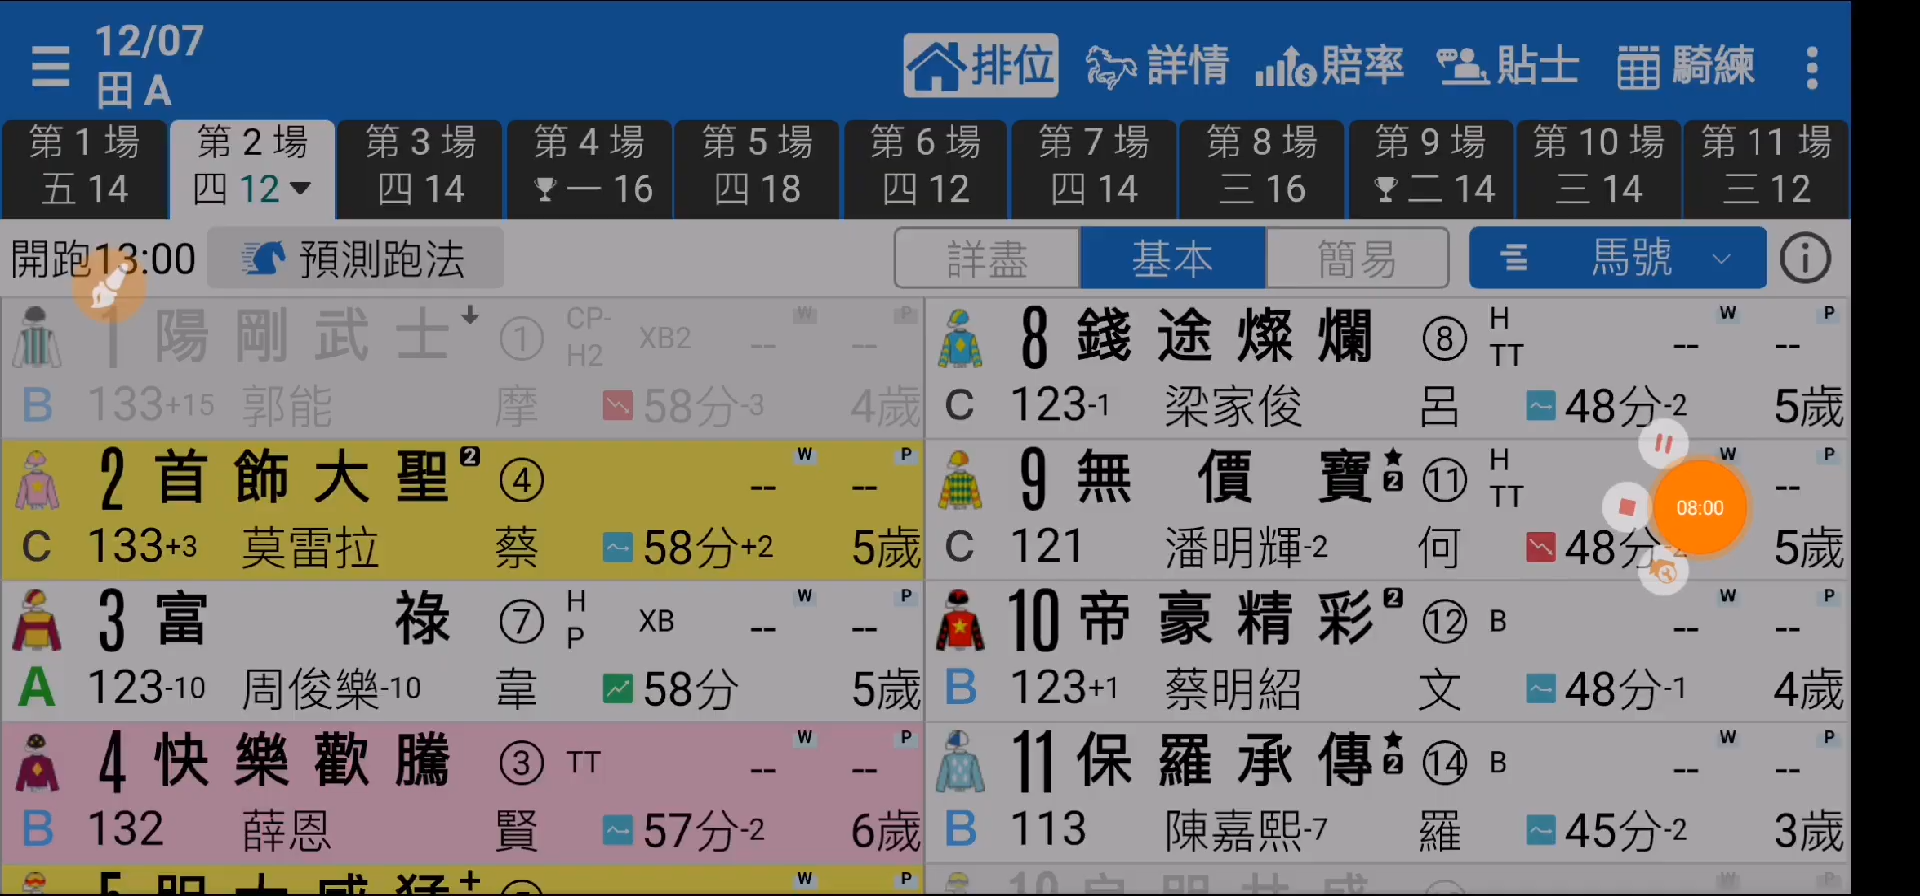 12/07
田 A
排位
詳情
賠率
貼士
騎練
第 1 場
五 14
第 2 場
四 12
第 3 場
四 14
第 4 場
一 16
第 5 場
四 18
第 6 場
四 12
第 7 場
四 14
第 8 場
三 16
第 9 場
二 14
第 10 場
三 14
第 11 場
三 12
開跑13:00
預測跑法
詳盡
基本
簡易
馬號
1 陽剛武士 ① CP-H2 XB2 W -- P --
B 133+15 郭能 摩 58分-3 4歲
2 首飾大聖 2 ④ W -- P --
C 133+3 莫雷拉 蔡 58分+2 5歲
3 富祿 ⑦ H P XB W -- P --
A 123-10 周俊樂-10 韋 58分 5歲
4 快樂歡騰 ③ TT W -- P --
B 132 薛恩 賢 57分-2 6歲
W P
8 錢途燦爛 ⑧ H TT W -- P --
C 123-1 梁家俊 呂 48分-2 5歲
9 無價寶 ★ 2 ⑪ H TT W P --
C 121 潘明輝-2 何 48分 5歲
08:00
10 帝豪精彩 2 ⑫ B W -- P --
B 123+1 蔡明紹 文 48分-1 4歲
11 保羅承傳 ★ 2 ⑭ B W -- P --
B 113 陳嘉熙-7 羅 45分-2 3歲
W P